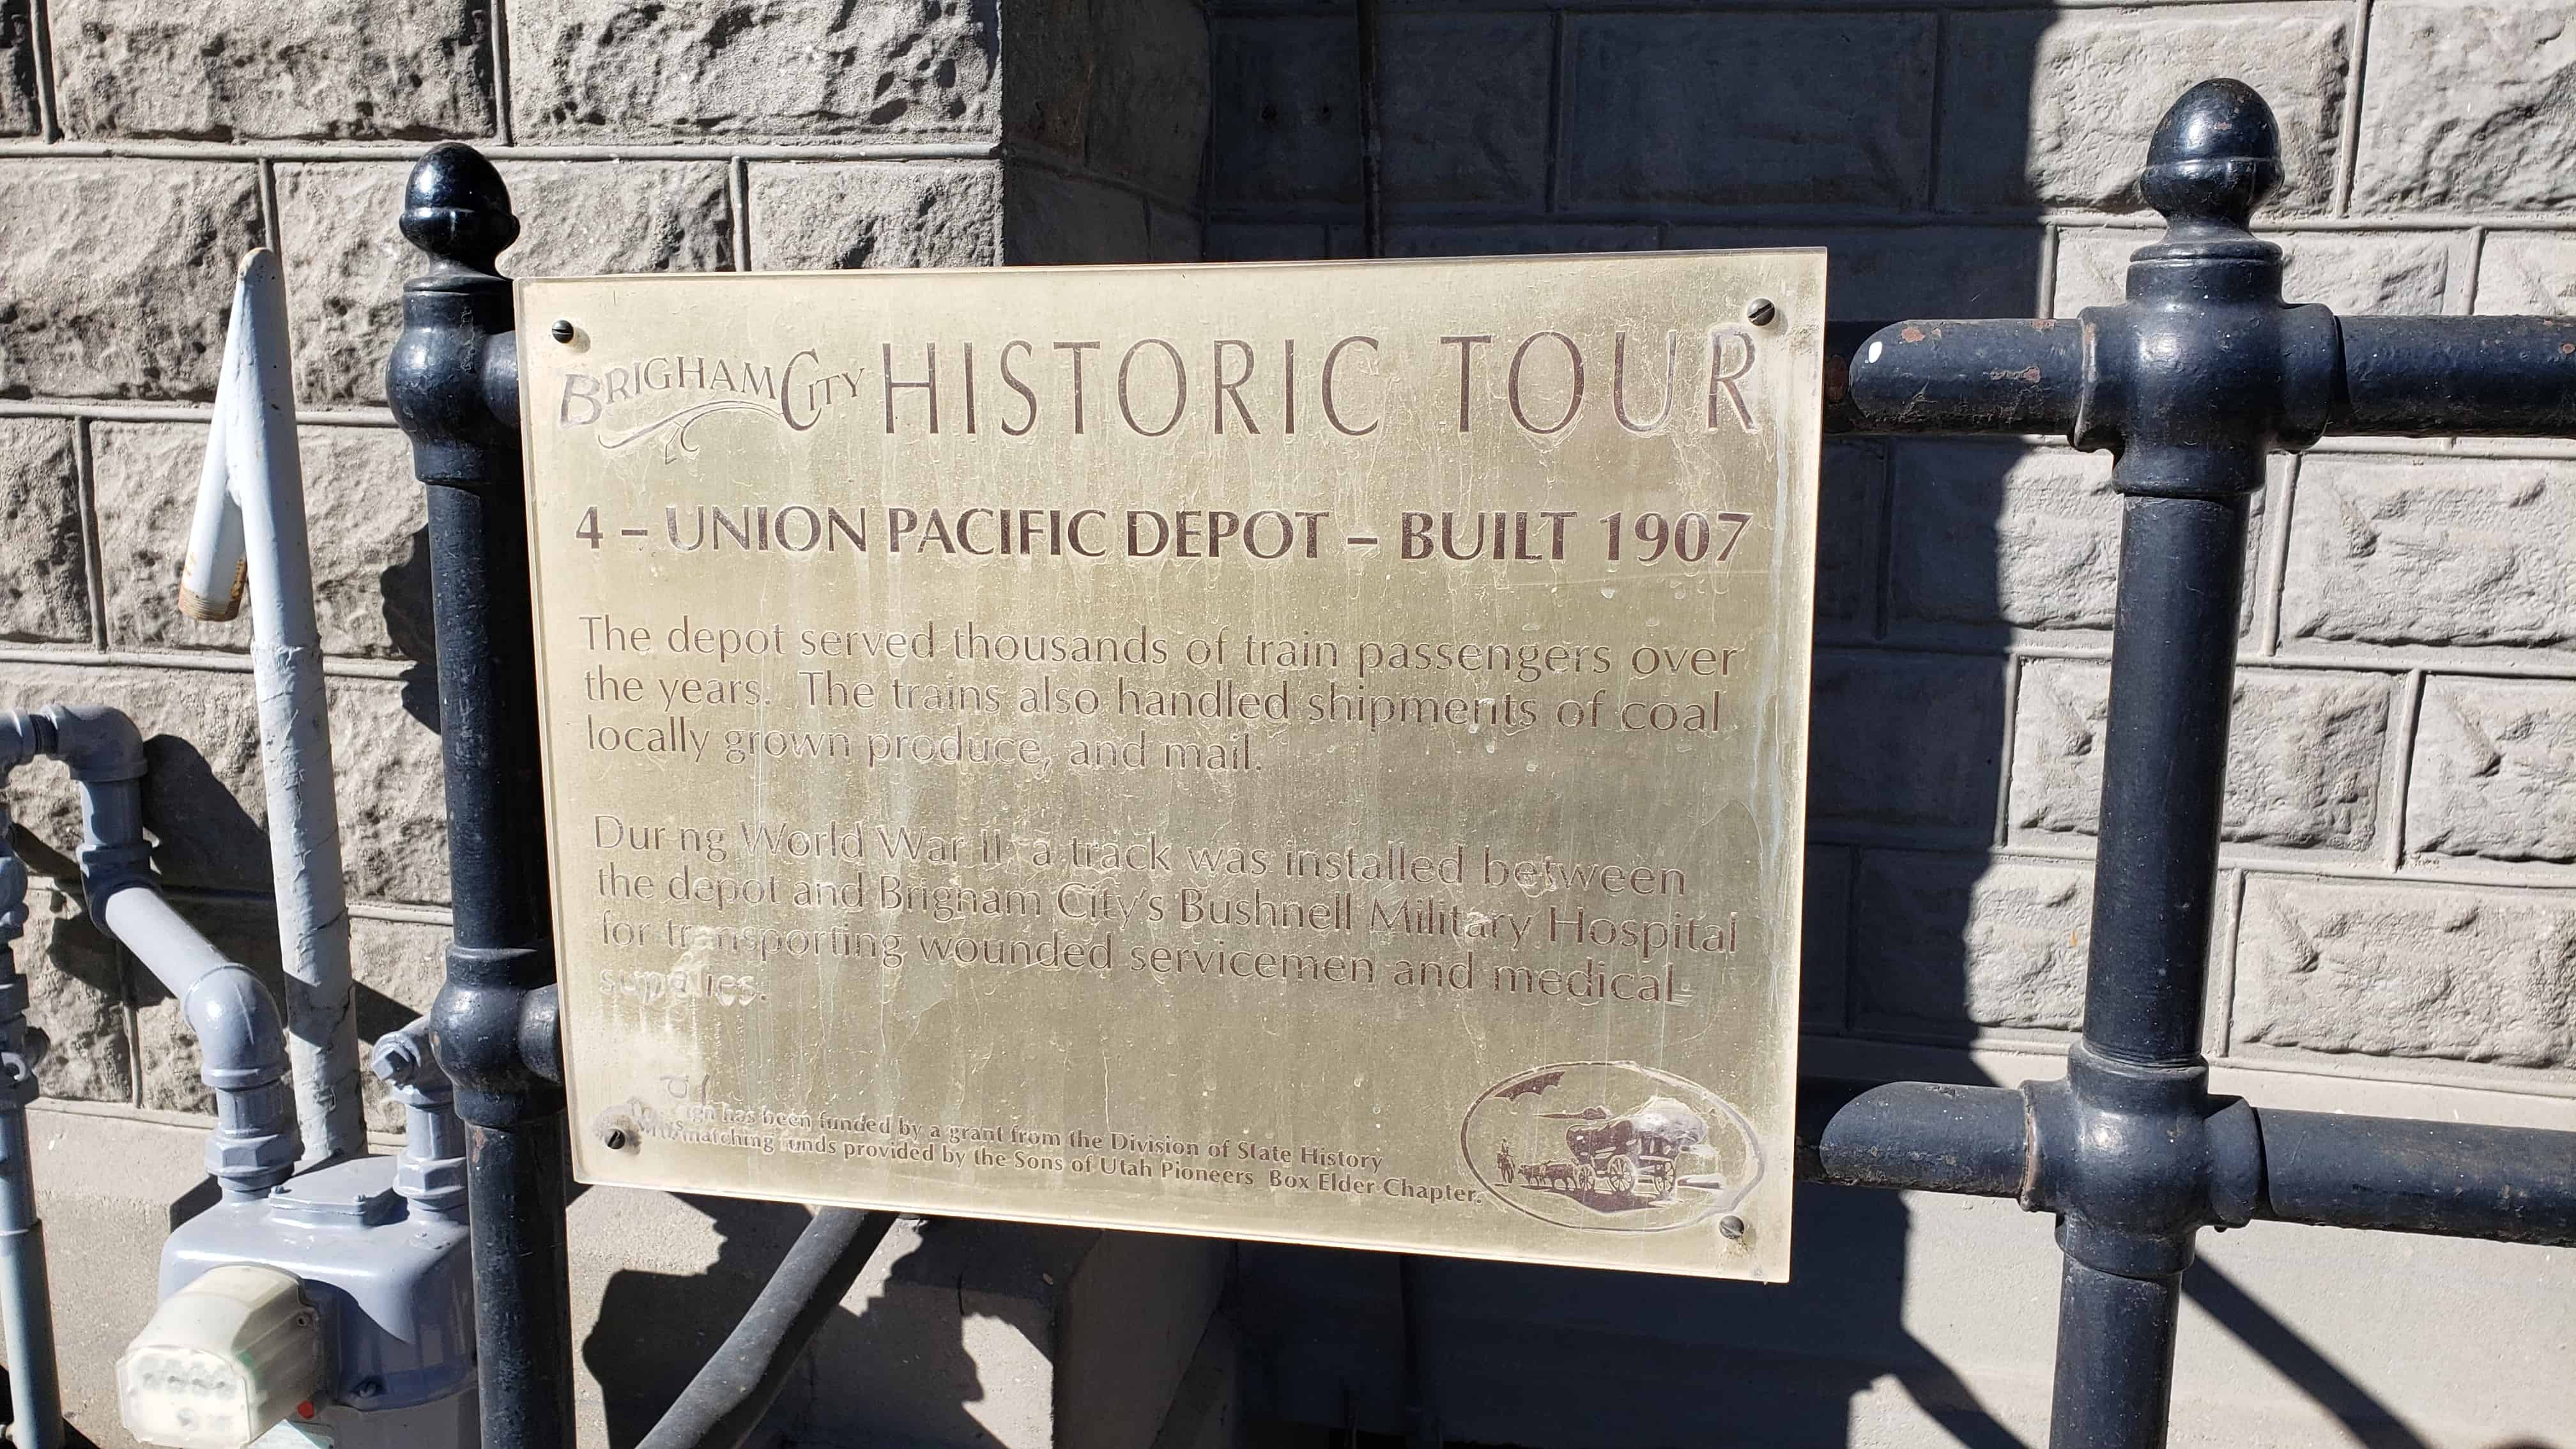 BRIGHAM CITY HISTORIC TOUR
4 – UNION PACIFIC DEPOT – BUILT 1907
The depot served thousands of train passengers over
the years. The trains also handled shipments of coal
locally grown produce, and mail.
Dur ng World War II, a track was installed between
the depot and Brigham City's Bushnell Military Hospital
for transporting wounded servicemen and medical
supplies.
sign has been funded by a grant from the Division of State History
with matching funds provided by the Sons of Utah Pioneers Box Elder Chapter.